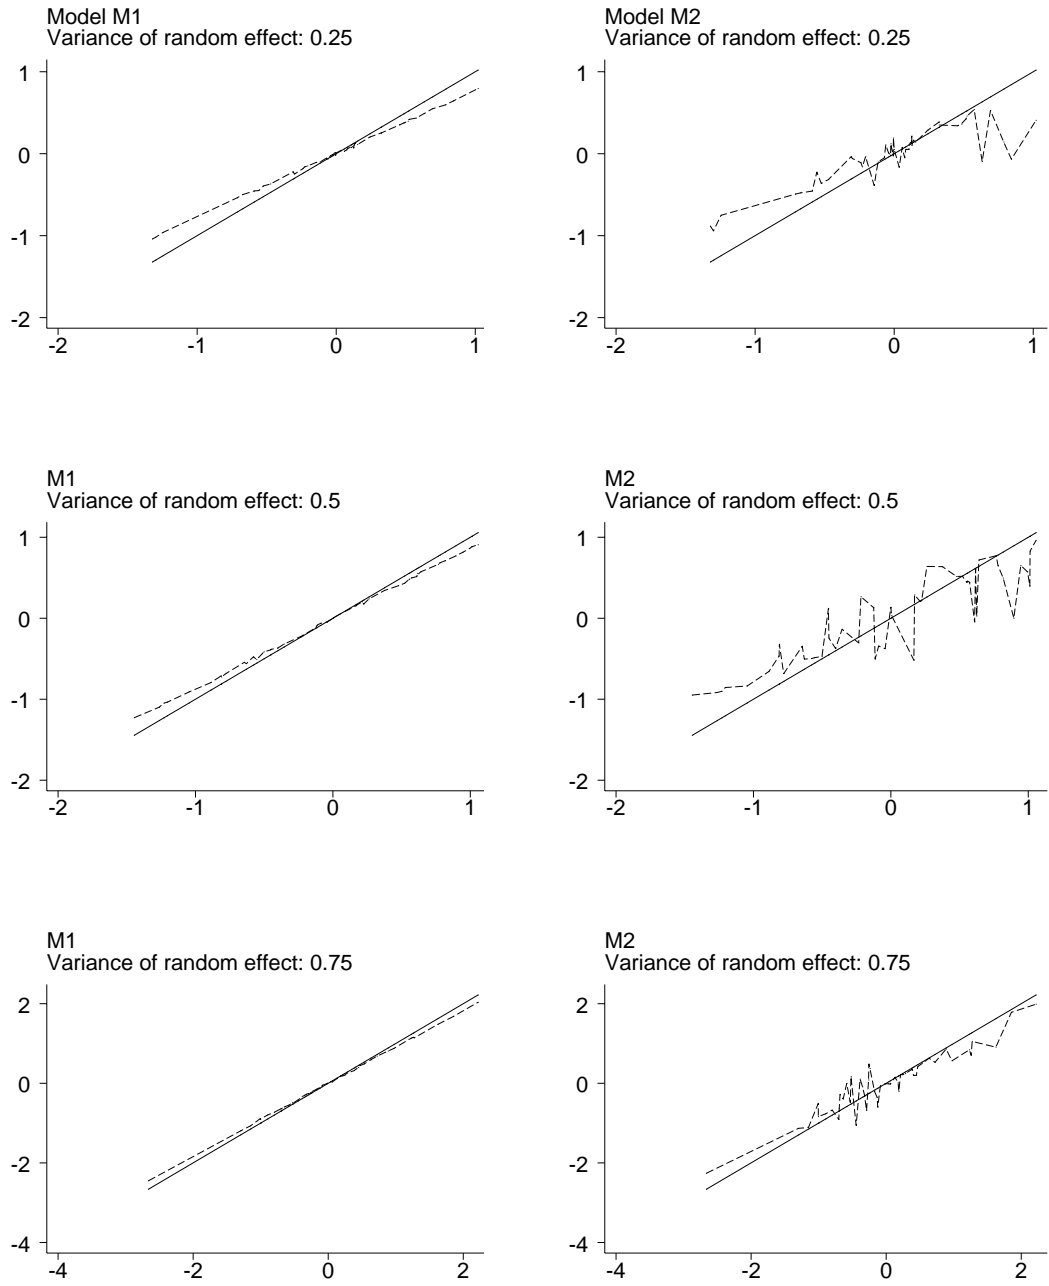 Model M1
Variance of random effect: 0.25
1
0
-1
-2
-2 -1 0 1
Model M2
Variance of random effect: 0.25
1
0
-1
-2
-2 -1 0 1
M1
Variance of random effect: 0.5
1
0
-1
-2
-2 -1 0 1
M2
Variance of random effect: 0.5
1
0
-1
-2
-2 -1 0 1
M1
Variance of random effect: 0.75
2
0
-2
-4
-4 -2 0 2
M2
Variance of random effect: 0.75
2
0
-2
-4
-4 -2 0 2